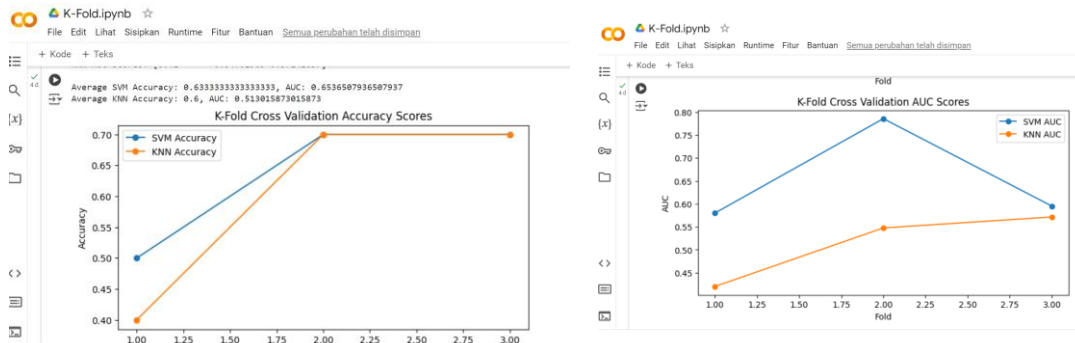 K-Fold.ipynb
File Edit Lihat Sisipkan Runtime Fitur Bantuan Semua perubahan telah disimpan
+ Kode + Teks
4 d
Average SVM Accuracy: 0.6333333333333333, AUC: 0.6536507936507937
Average KNN Accuracy: 0.6, AUC: 0.513015873015873
K-Fold Cross Validation Accuracy Scores
SVM Accuracy
KNN Accuracy
Accuracy
0.70
0.65
0.60
0.55
0.50
0.45
0.40
1.00 1.25 1.50 1.75 2.00 2.25 2.50 2.75 3.00
K-Fold.ipynb
File Edit Lihat Sisipkan Runtime Fitur Bantuan Semua perubahan telah disimpan
+ Kode + Teks
4 d
Fold
K-Fold Cross Validation AUC Scores
SVM AUC
KNN AUC
AUC
0.80
0.75
0.70
0.65
0.60
0.55
0.50
0.45
1.00 1.25 1.50 1.75 2.00 2.25 2.50 2.75 3.00
Fold